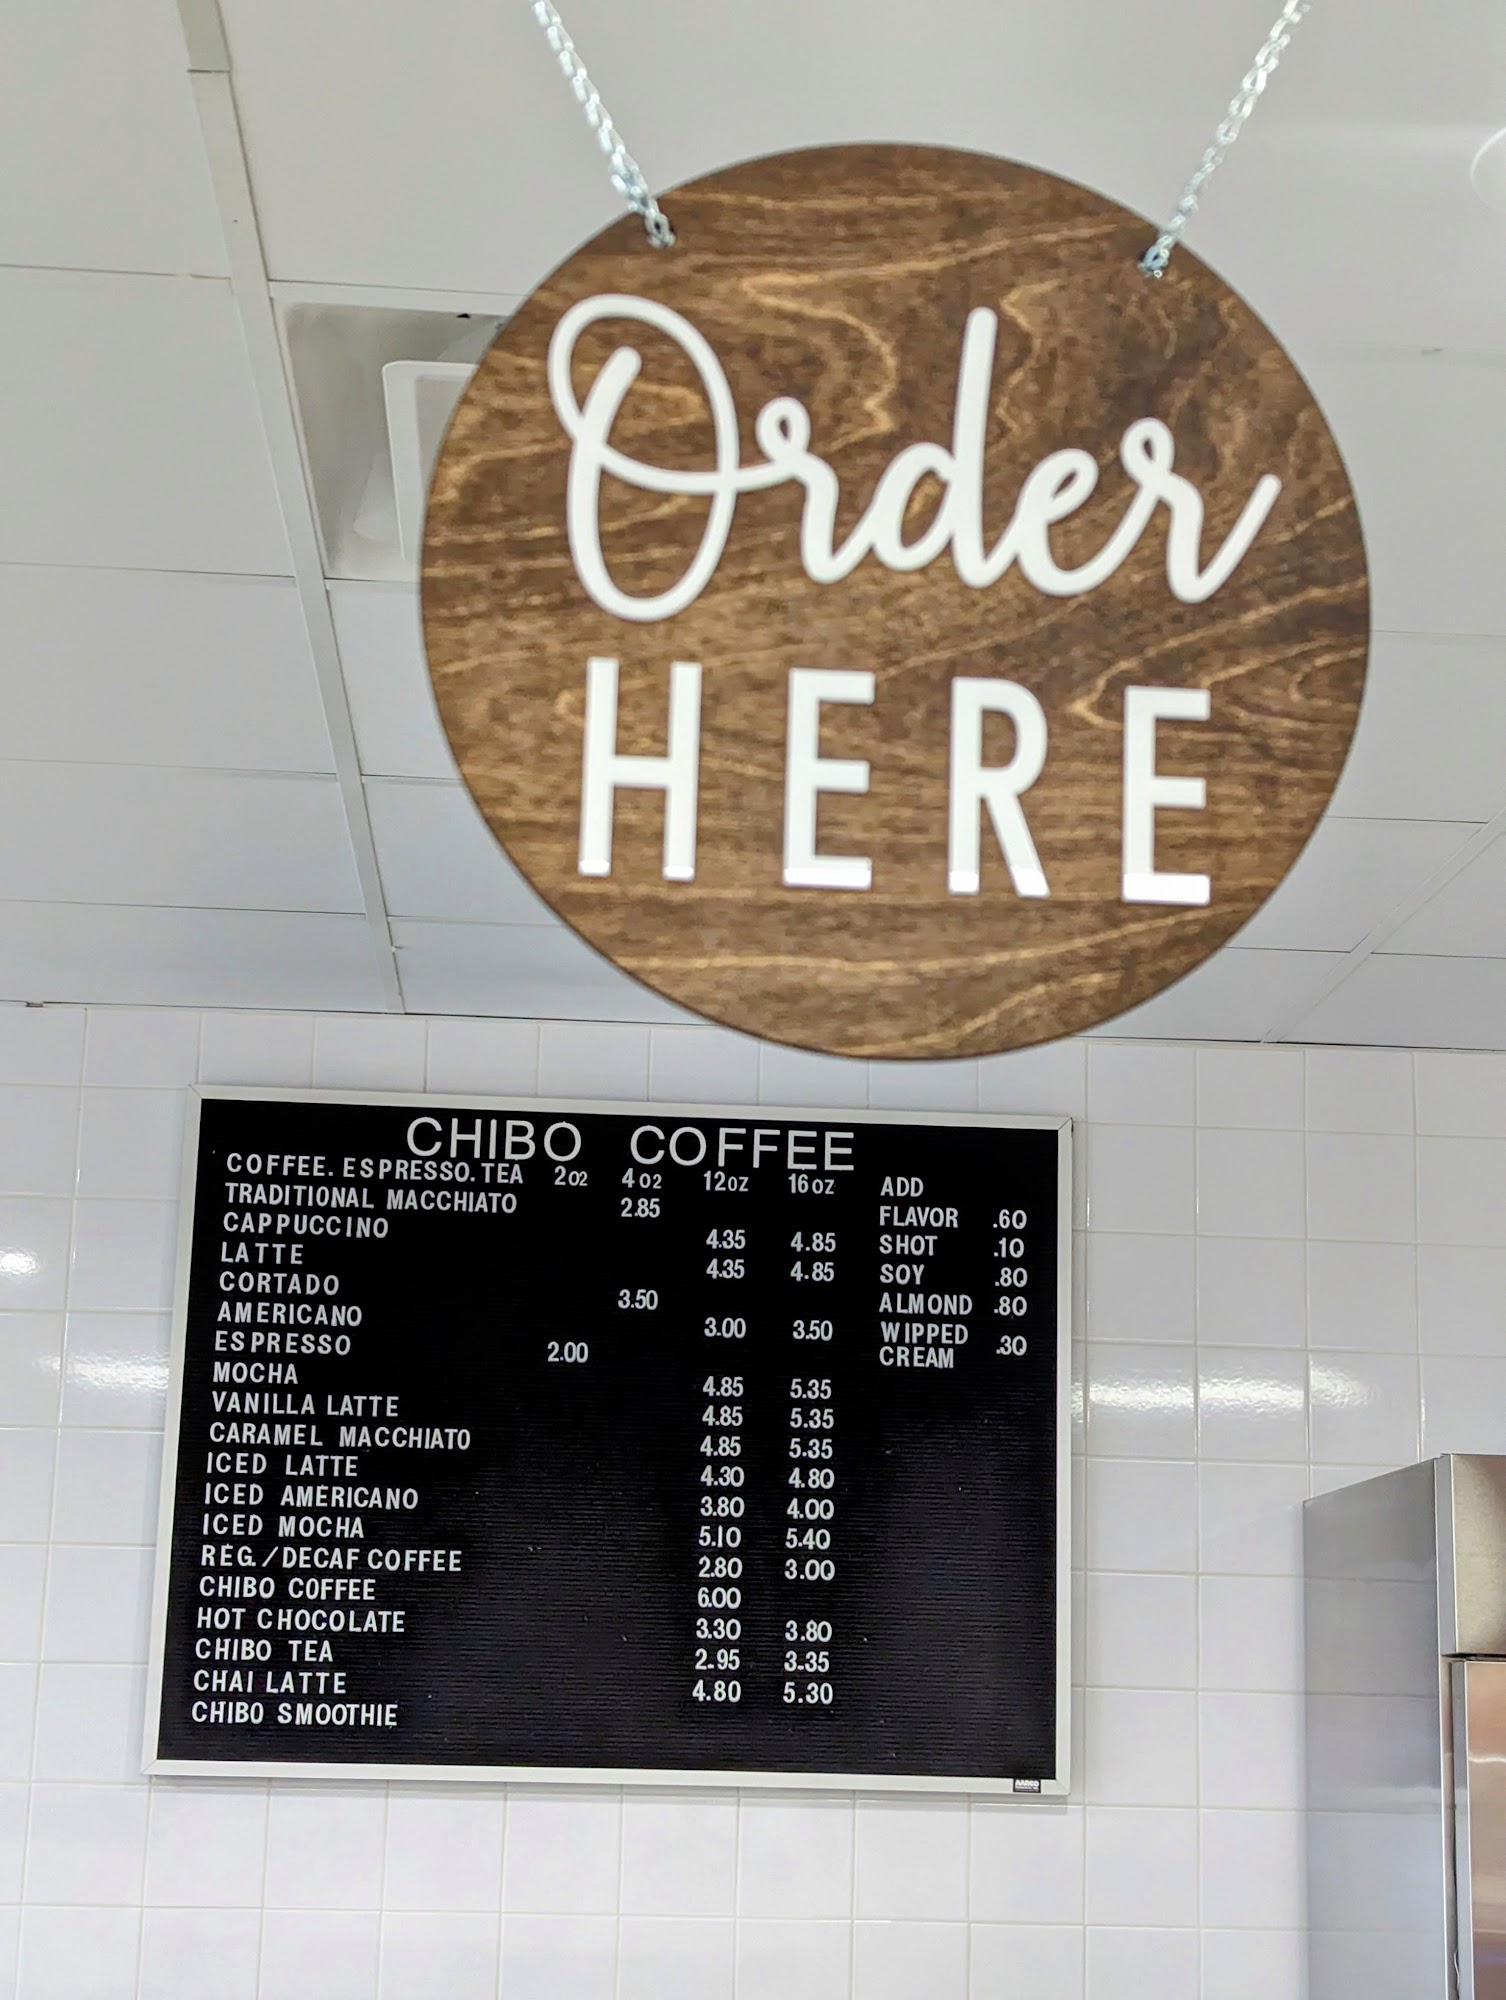 Order
HERE
CHIBO COFFEE
COFFEE. ESPRESSO. TEA 2oz 4oz 12oz 16oz
TRADITIONAL MACCHIATO 2.85
CAPPUCCINO 4.35 4.85
LATTE 4.35 4.85
CORTADO 3.50
AMERICANO 3.00 3.50
ESPRESSO 2.00
MOCHA 4.85 5.35
VANILLA LATTE 4.85 5.35
CARAMEL MACCHIATO 4.85 5.35
ICED LATTE 4.30 4.80
ICED AMERICANO 3.80 4.00
ICED MOCHA 5.10 5.40
REG./DECAF COFFEE 2.80 3.00
CHIBO COFFEE 6.00
HOT CHOCOLATE 3.30 3.80
CHIBO TEA 2.95 3.35
CHAI LATTE 4.80 5.30
CHIBO SMOOTHIE
ADD
FLAVOR .60
SHOT .10
SOY .80
ALMOND .80
WIPPED .30
CREAM
AARCO